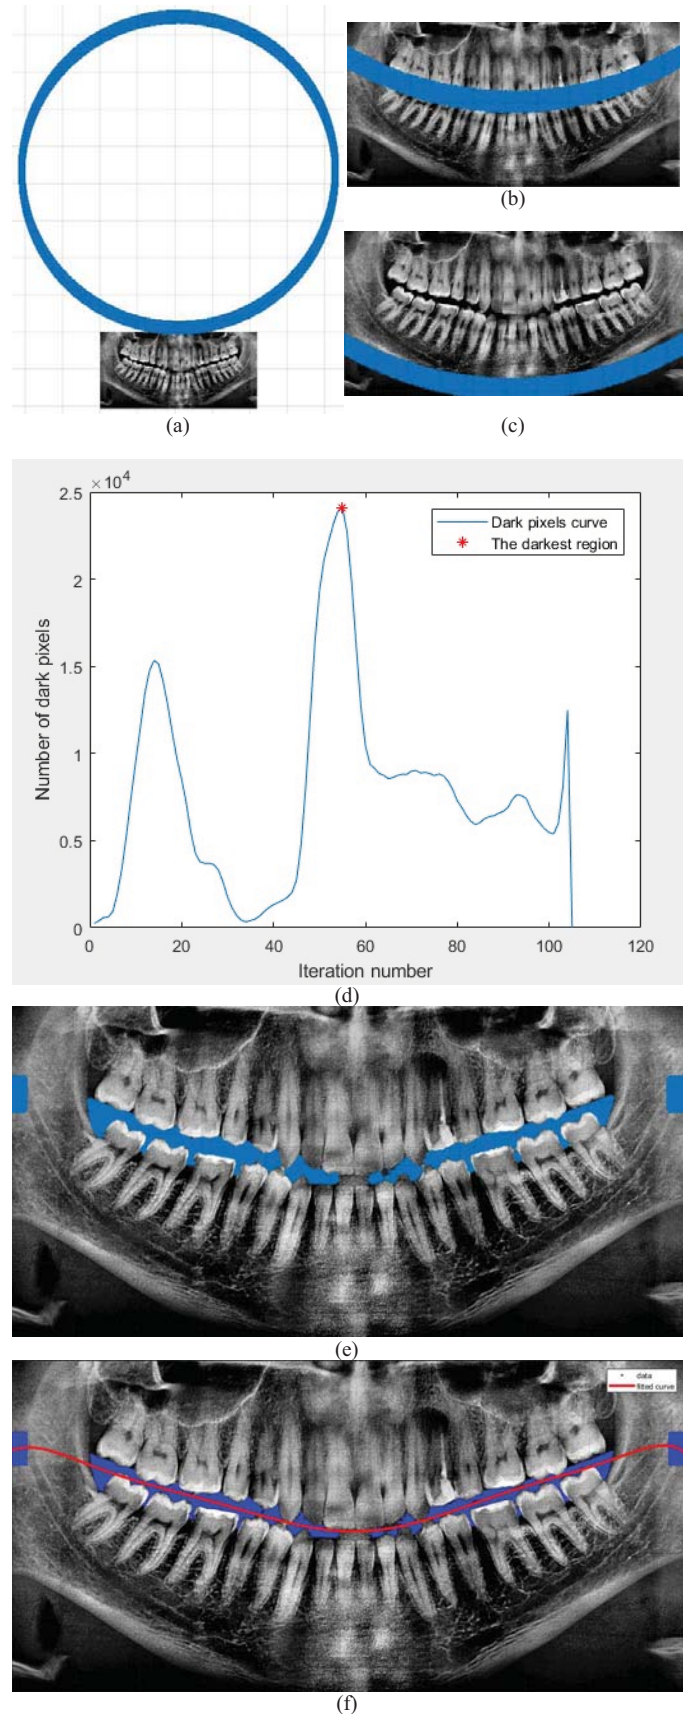 (a)
(b)
(c)
×10⁴
2.5
2
1.5
1
0.5
0
0 20 40 60 80 100 120
Number of dark pixels
Iteration number
Dark pixels curve
The darkest region
(d)
(e)
data
fitted curve
(f)